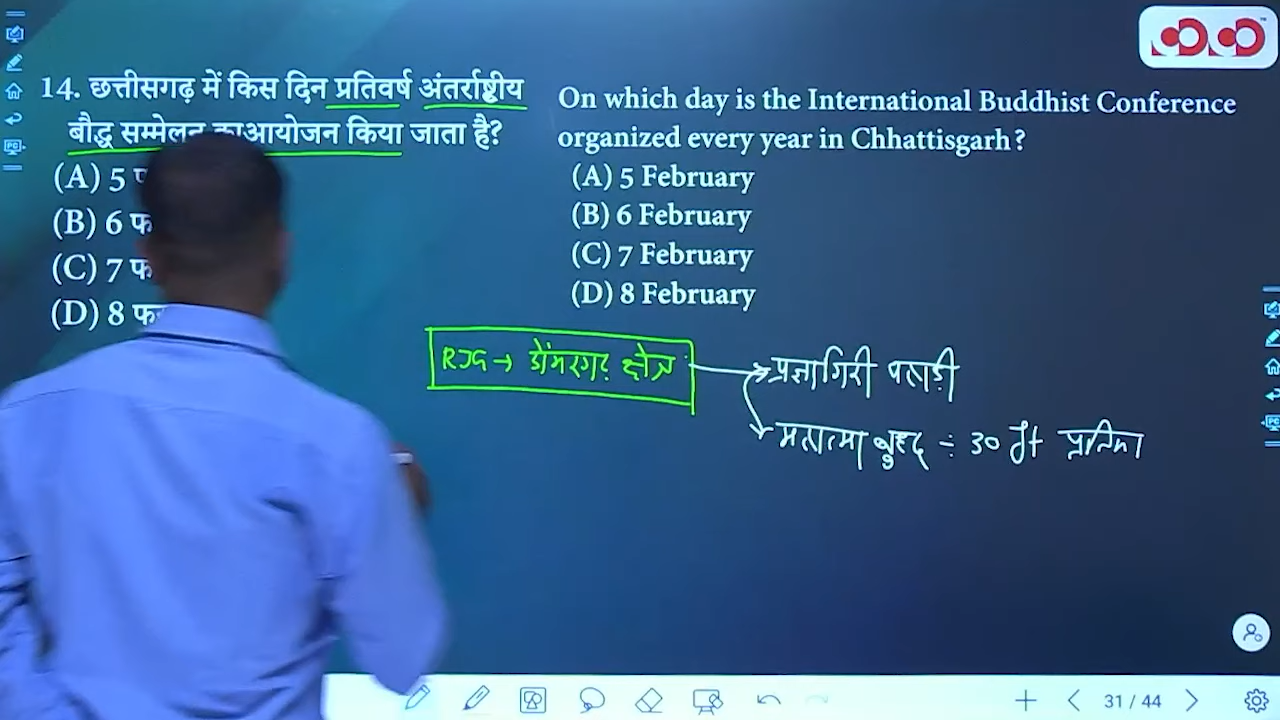 14. छत्तीसगढ़ में किस दिन प्रतिवर्ष अंतर्राष्ट्रीय
बौद्ध सम्मेलन का आयोजन किया जाता है?
(A) 5
(B) 6 फ
(C) 7 फ
(D) 8 फ
On which day is the International Buddhist Conference
organized every year in Chhattisgarh?
(A) 5 February
(B) 6 February
(C) 7 February
(D) 8 February
RJG → डोंगरगढ़ क्षेत्र
प्रज्ञागिरी पहाड़ी
महात्मा बुद्ध ÷ 30 ft प्रतिमा
31 / 44